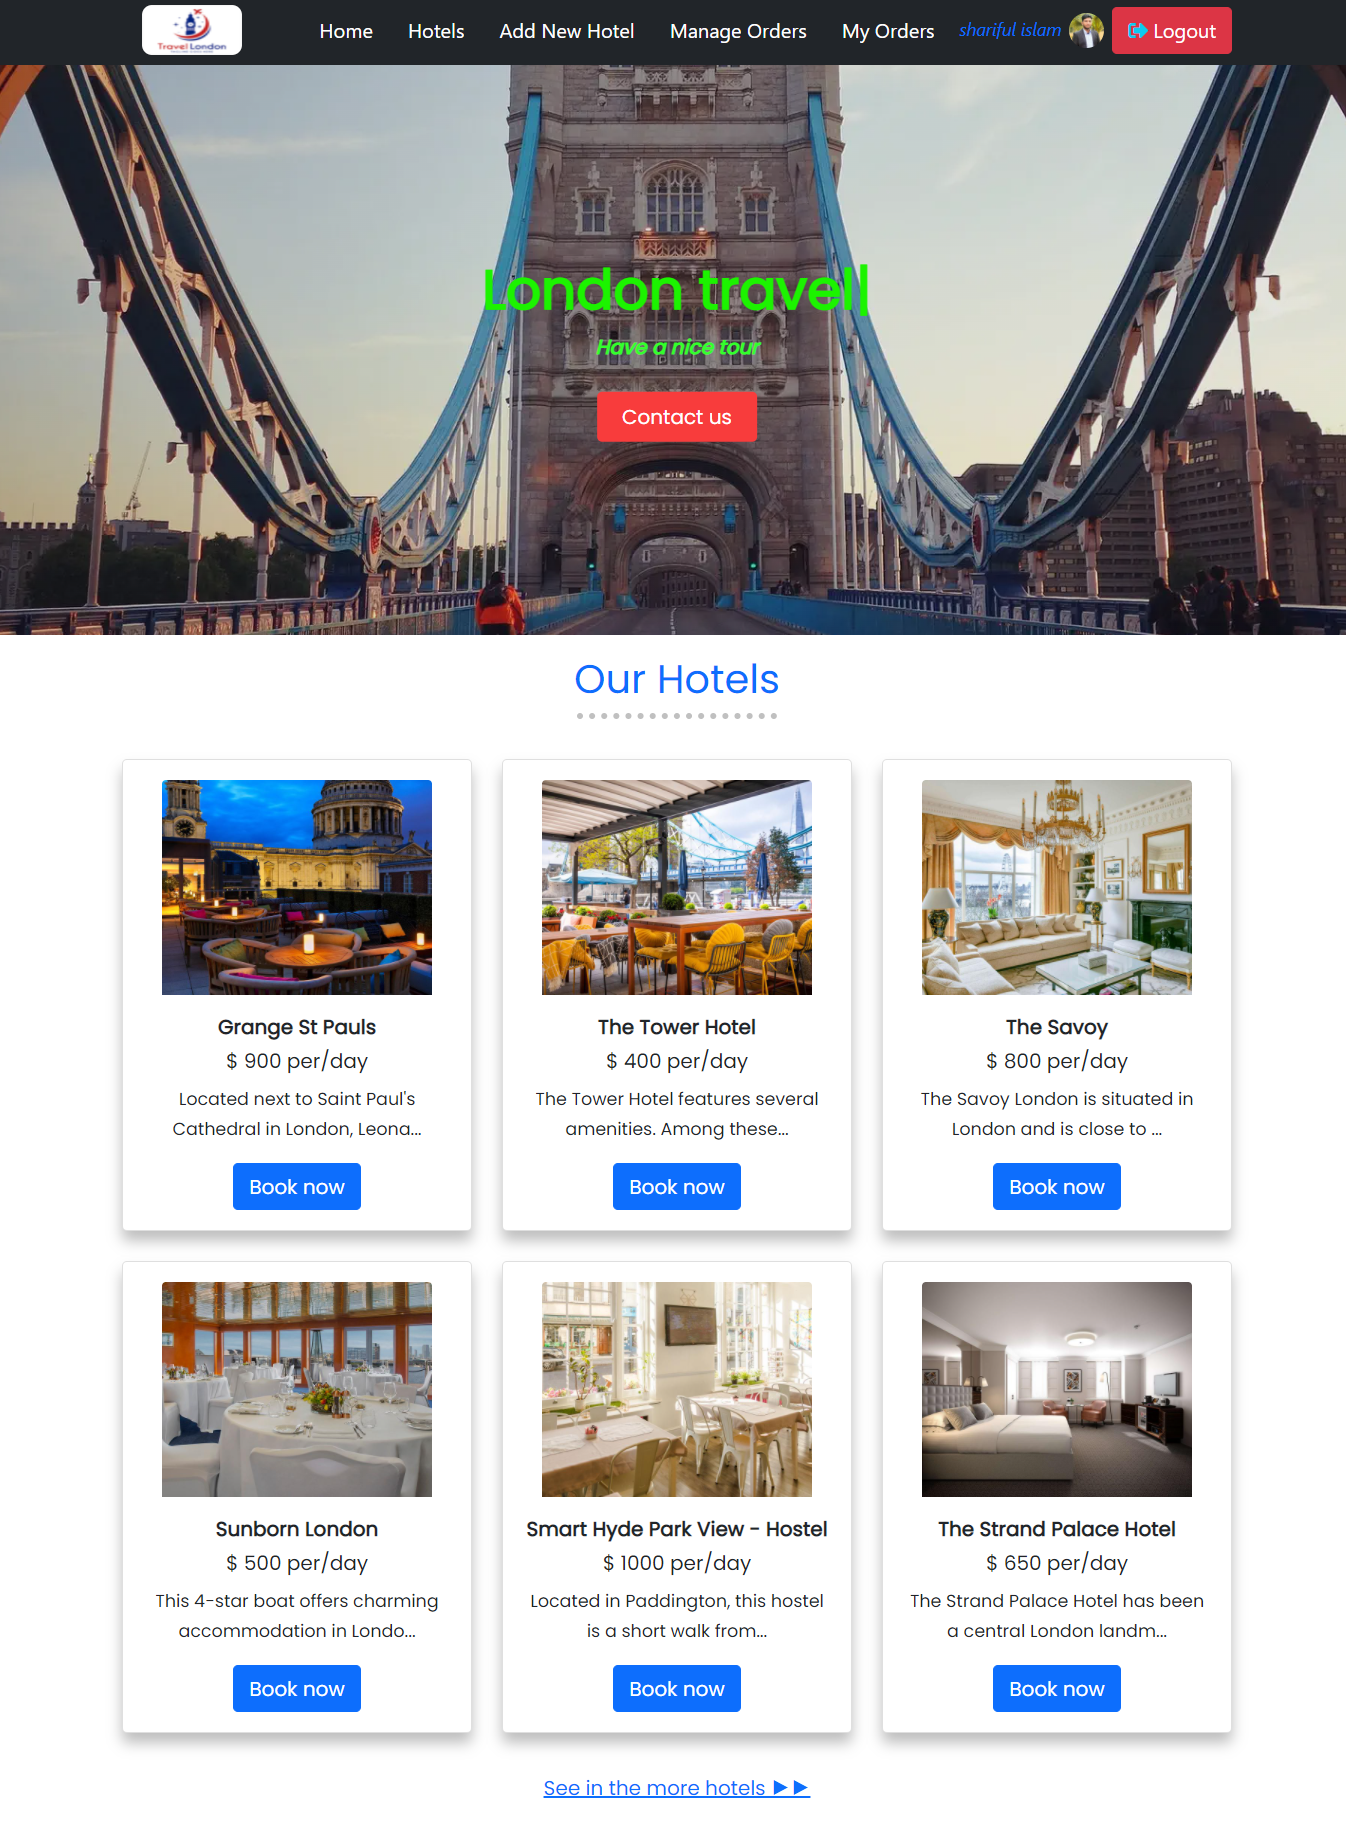 Travel London
Home
Hotels
Add New Hotel
Manage Orders
My Orders
shariful islam
Logout
London travell
Have a nice tour
Contact us
Our Hotels
Grange St Pauls
$ 900 per/day
Located next to Saint Paul's
Cathedral in London, Leona...
Book now
The Tower Hotel
$ 400 per/day
The Tower Hotel features several
amenities. Among these...
Book now
The Savoy
$ 800 per/day
The Savoy London is situated in
London and is close to ...
Book now
Sunborn London
$ 500 per/day
This 4-star boat offers charming
accommodation in Londo...
Book now
Smart Hyde Park View - Hostel
$ 1000 per/day
Located in Paddington, this hostel
is a short walk from...
Book now
The Strand Palace Hotel
$ 650 per/day
The Strand Palace Hotel has been
a central London landm...
Book now
See in the more hotels